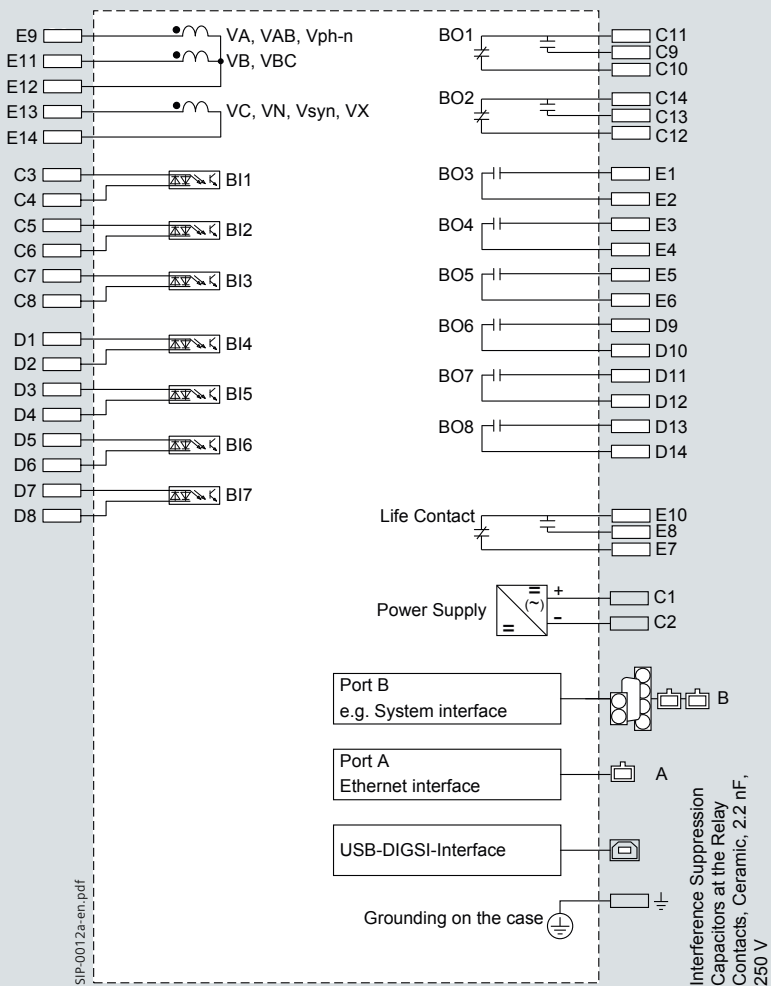 E9
VA, VAB, Vph-n
E11
VB, VBC
E12
E13
VC, VN, Vsyn, VX
E14
C3
BI1
C4
C5
BI2
C6
C7
BI3
C8
D1
BI4
D2
D3
BI5
D4
D5
BI6
D6
D7
BI7
D8
BO1
C11
C9
C10
BO2
C14
C13
C12
BO3
E1
E2
BO4
E3
E4
BO5
E5
E6
BO6
D9
D10
BO7
D11
D12
BO8
D13
D14
Life Contact
E10
E8
E7
Power Supply
=
(~)
=
+
-
C1
C2
Port B
e.g. System interface
B
Port A
Ethernet interface
A
USB-DIGSI-Interface
Grounding on the case
Interference Suppression
Capacitors at the Relay
Contacts, Ceramic, 2.2 nF,
250 V
SIP-0012a-en.pdf